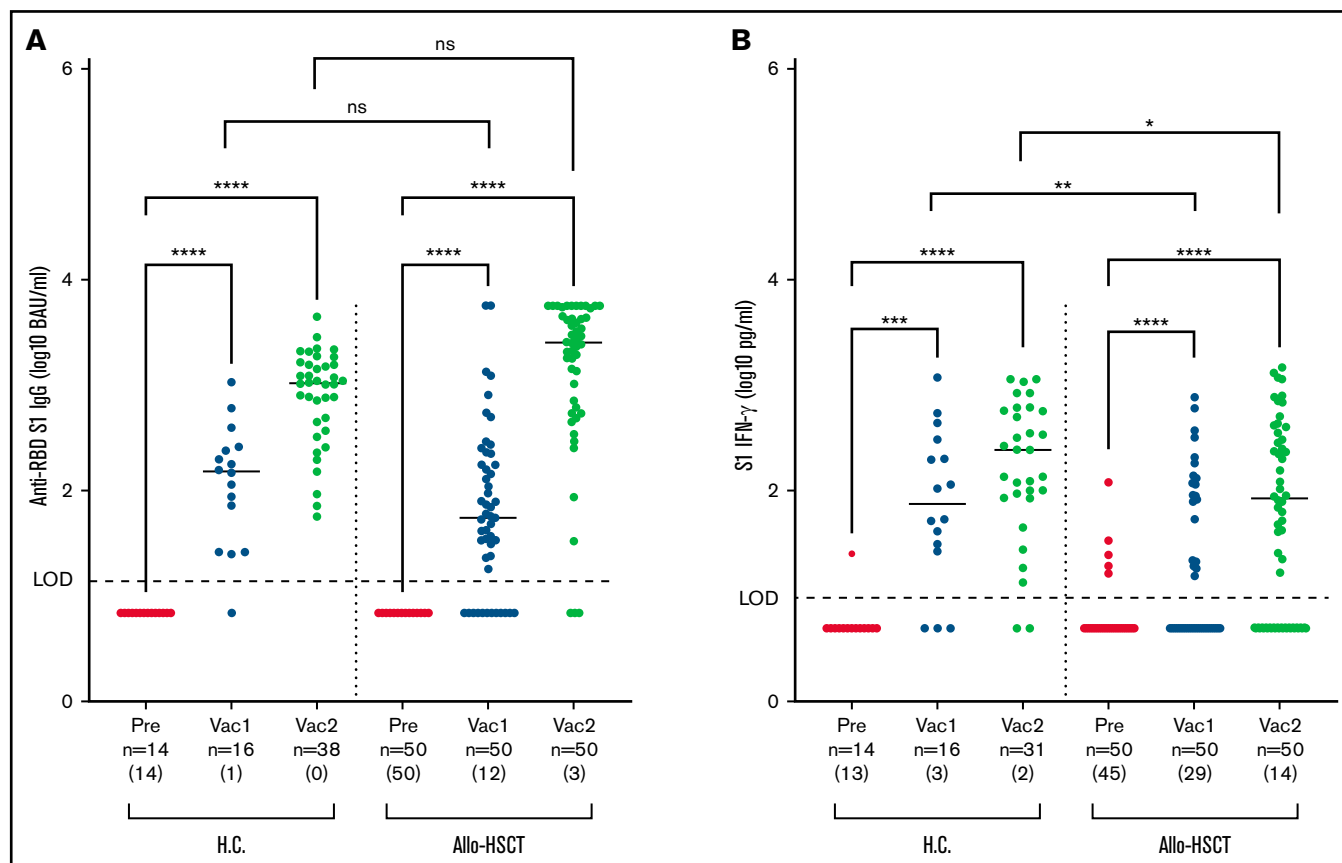 A
ns
6
ns
****
****
****
****
4
Anti-RBD S1 IgG (log10 BAU/ml)
2
LOD
0
Pre Vac1 Vac2 Pre Vac1 Vac2
n=14 n=16 n=38 n=50 n=50 n=50
(14) (1) (0) (50) (12) (3)
H.C. Allo-HSCT
B
6
*
**
****
****
4
***
****
S1 IFN-γ (log10 pg/ml)
2
LOD
0
Pre Vac1 Vac2 Pre Vac1 Vac2
n=14 n=16 n=31 n=50 n=50 n=50
(13) (3) (2) (45) (29) (14)
H.C. Allo-HSCT